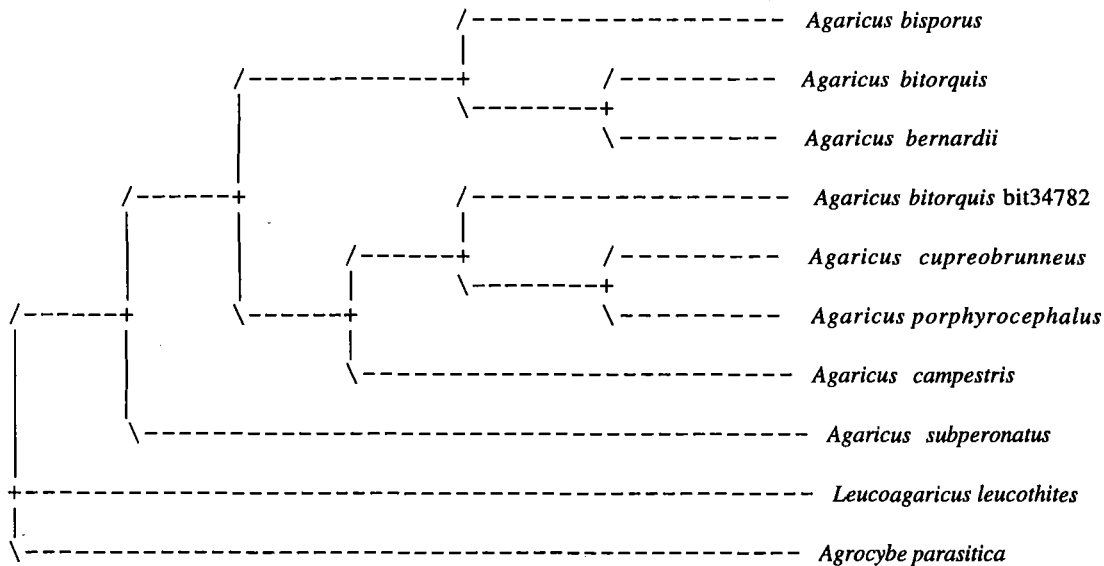 Agaricus bisporus
Agaricus bitorquis
Agaricus bernardii
Agaricus bitorquis bit34782
Agaricus cupreobrunneus
Agaricus porphyrocephalus
Agaricus campestris
Agaricus subperonatus
Leucoagaricus leucothites
Agrocybe parasitica